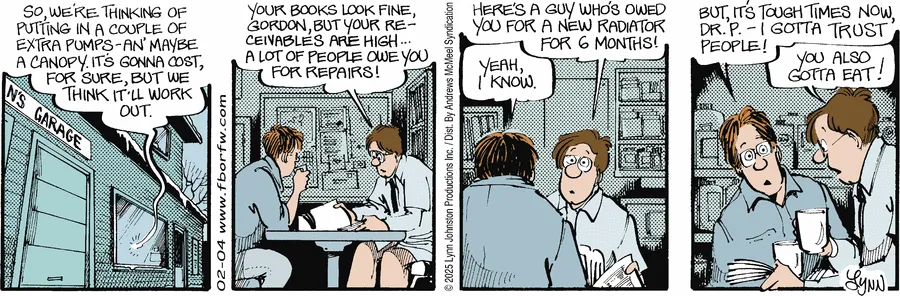 SO, WE'RE THINKING OF
PUTTING IN A COUPLE OF
EXTRA PUMPS-AN' MAYBE
A CANOPY. IT'S GONNA COST,
FOR SURE, BUT WE
THINK IT'LL WORK
OUT.
N'S GARAGE
02-04 www.fborfw.com
YOUR BOOKS LOOK FINE,
GORDON, BUT YOUR RE-
CEIVABLES ARE HIGH...
A LOT OF PEOPLE OWE YOU
FOR REPAIRS!
© 2025 Lynn Johnston Productions Inc. / Dist. By Andrews McMeel Syndication
HERE'S A GUY WHO'S OWED
YOU FOR A NEW RADIATOR
FOR 6 MONTHS!
YEAH,
I KNOW.
BUT, IT'S TOUGH TIMES NOW,
DR. P. - I GOTTA TRUST
PEOPLE!
YOU ALSO
GOTTA EAT!
LYNN